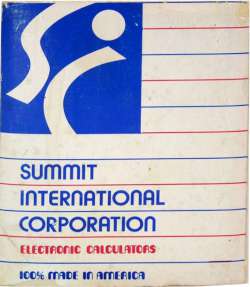 SUMMIT
INTERNATIONAL
CORPORATION
ELECTRONIC CALCULATORS
100% MADE IN AMERICA